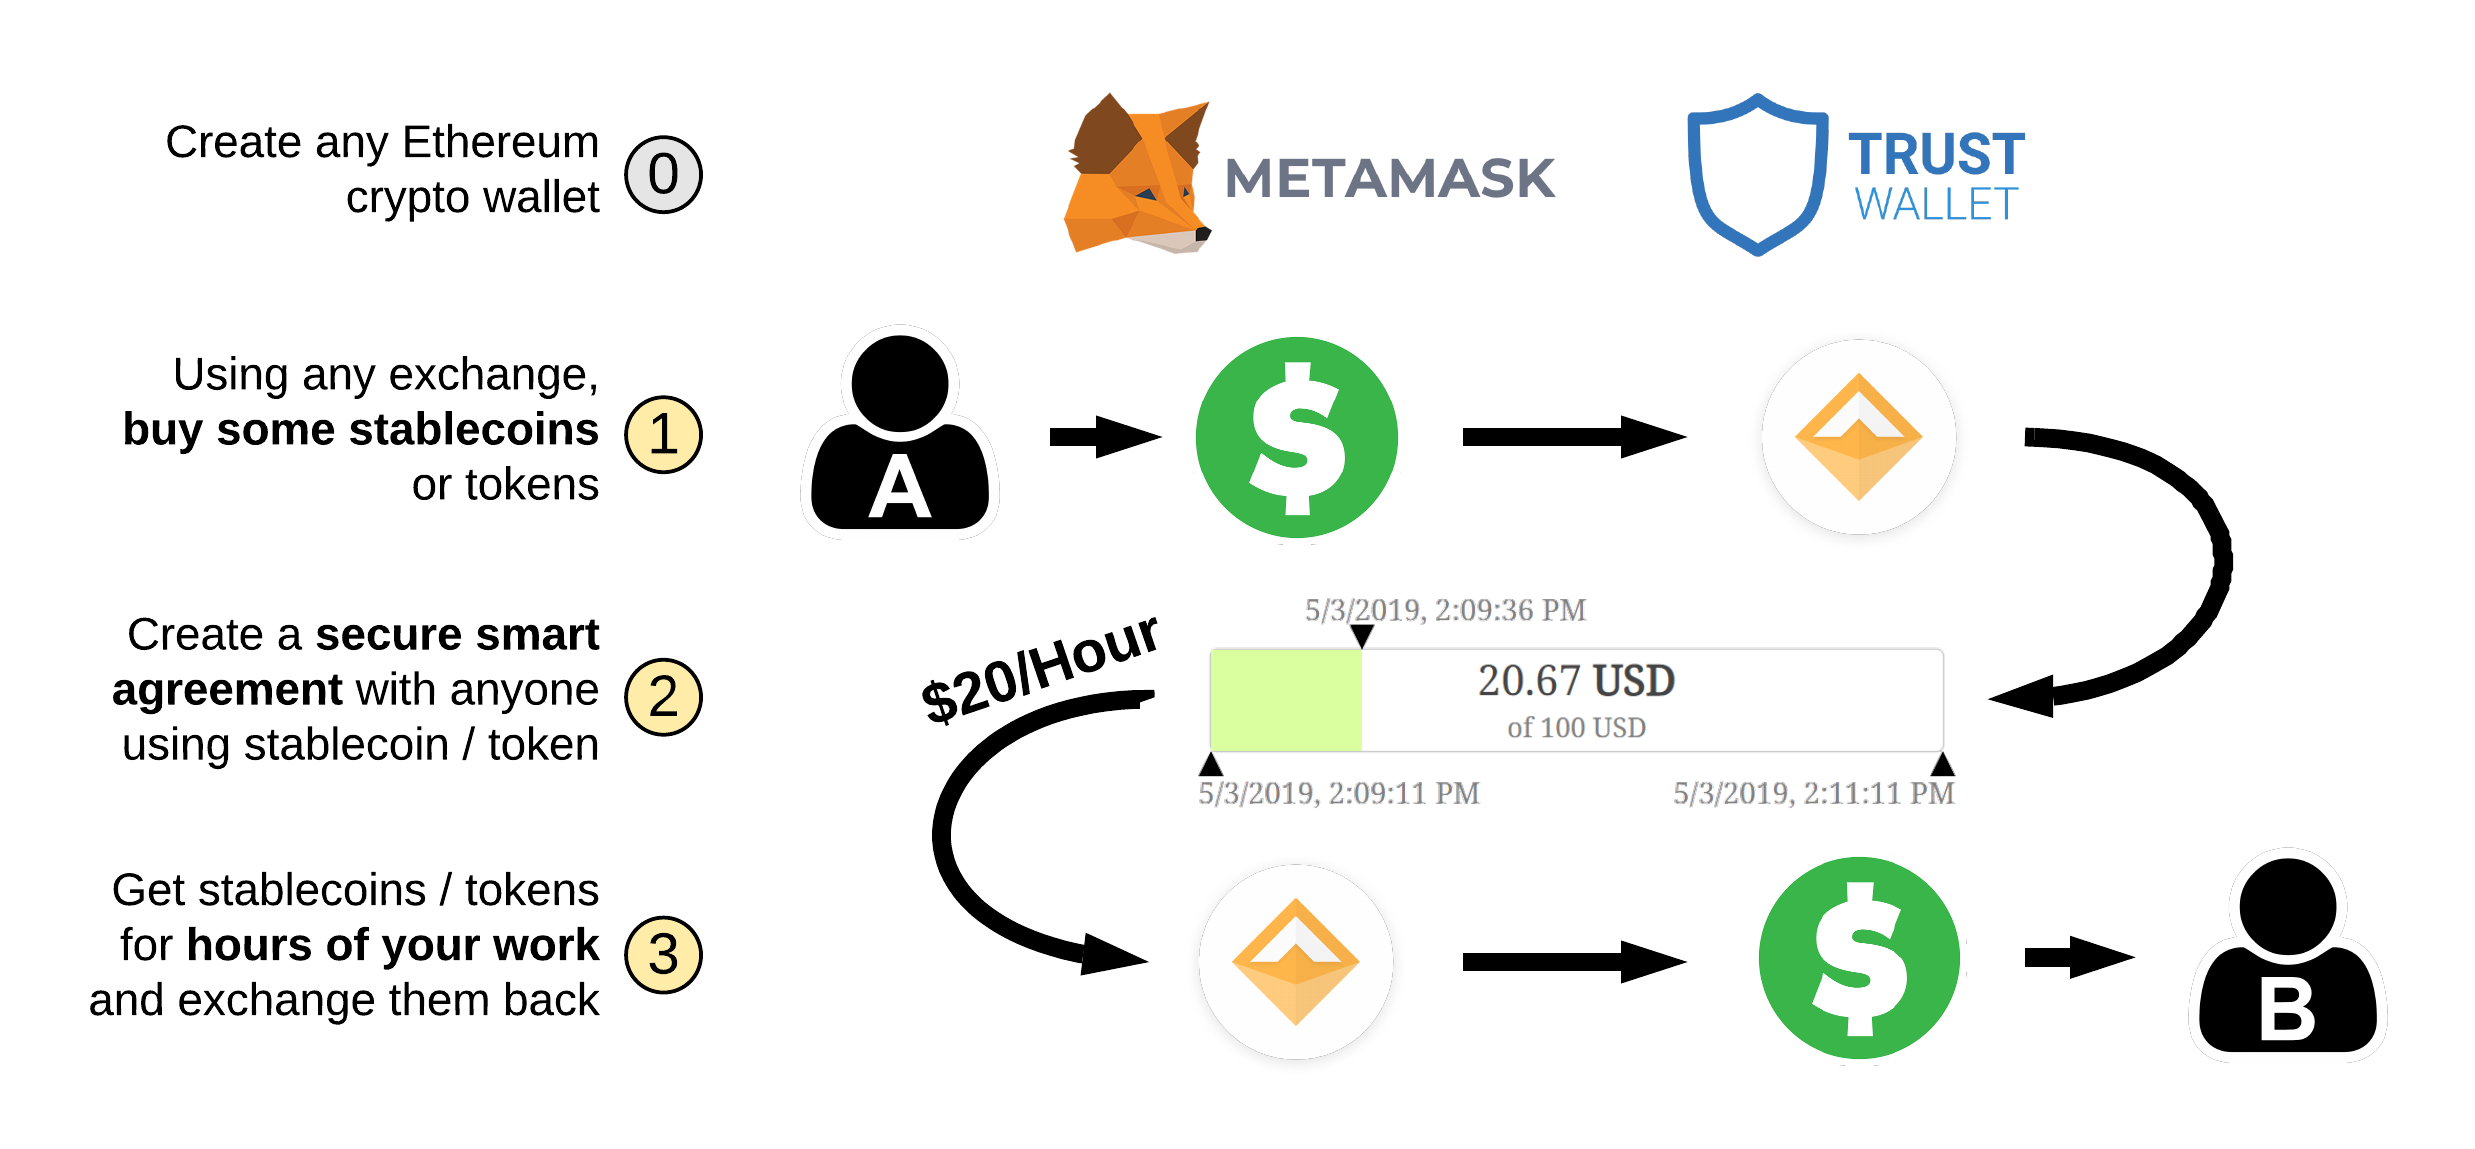 Create any Ethereum
crypto wallet
0
METAMASK
TRUST
WALLET
Using any exchange,
buy some stablecoins
or tokens
1
A
$
Create a secure smart
agreement with anyone
using stablecoin / token
2
$20/Hour
5/3/2019, 2:09:36 PM
20.67 USD
of 100 USD
5/3/2019, 2:09:11 PM
5/3/2019, 2:11:11 PM
Get stablecoins / tokens
for hours of your work
and exchange them back
3
$
B